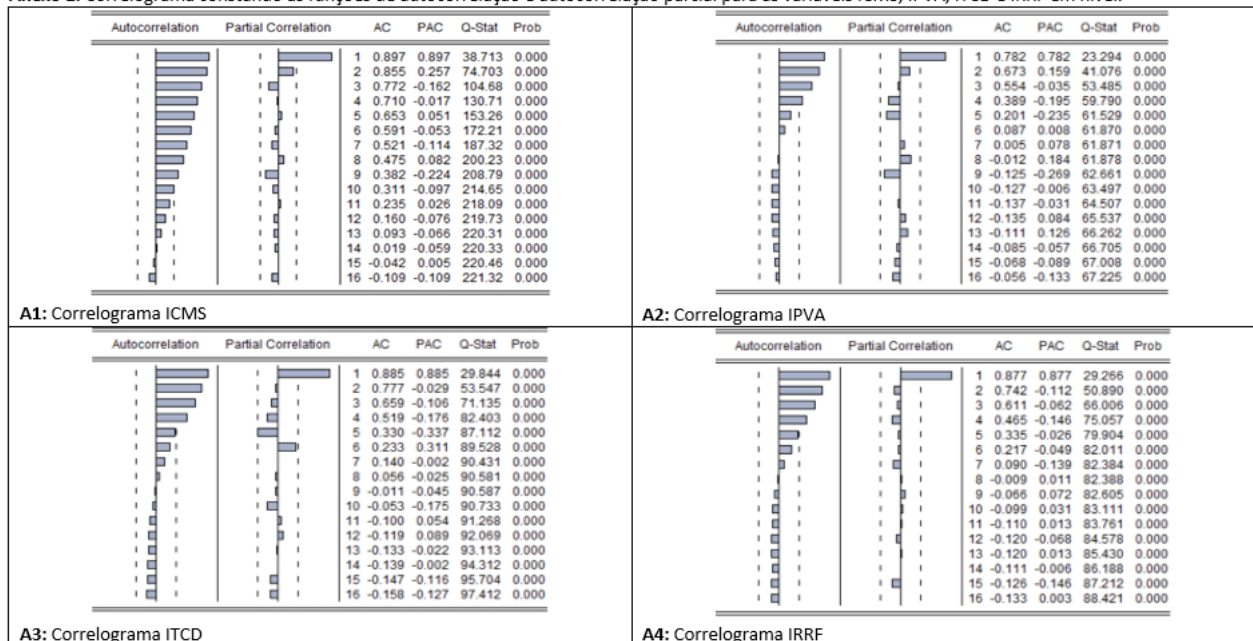 Autocorrelation Partial Correlation AC PAC Q-Stat Prob
1 0.897 0.897 38.713 0.000
2 0.855 0.257 74.703 0.000
3 0.772 -0.162 104.68 0.000
4 0.710 -0.017 130.71 0.000
5 0.653 0.051 153.26 0.000
6 0.591 -0.053 172.21 0.000
7 0.521 -0.114 187.32 0.000
8 0.475 0.082 200.23 0.000
9 0.382 -0.224 208.79 0.000
10 0.311 -0.097 214.65 0.000
11 0.235 0.026 218.09 0.000
12 0.160 -0.076 219.73 0.000
13 0.093 -0.066 220.31 0.000
14 0.019 -0.059 220.33 0.000
15 -0.042 0.005 220.46 0.000
16 -0.109 -0.109 221.32 0.000
A1: Correlograma ICMS
Autocorrelation Partial Correlation AC PAC Q-Stat Prob
1 0.782 0.782 23.294 0.000
2 0.673 0.159 41.076 0.000
3 0.554 -0.035 53.485 0.000
4 0.389 -0.195 59.790 0.000
5 0.201 -0.235 61.529 0.000
6 0.087 0.008 61.870 0.000
7 0.005 0.078 61.871 0.000
8 -0.012 0.184 61.878 0.000
9 -0.125 -0.269 62.661 0.000
10 -0.127 -0.006 63.497 0.000
11 -0.137 -0.031 64.507 0.000
12 -0.135 0.084 65.537 0.000
13 -0.111 0.126 66.262 0.000
14 -0.085 -0.057 66.705 0.000
15 -0.068 -0.089 67.008 0.000
16 -0.056 -0.133 67.225 0.000
A2: Correlograma IPVA
Autocorrelation Partial Correlation AC PAC Q-Stat Prob
1 0.885 0.885 29.844 0.000
2 0.777 -0.029 53.547 0.000
3 0.659 -0.106 71.135 0.000
4 0.519 -0.176 82.403 0.000
5 0.330 -0.337 87.112 0.000
6 0.233 0.311 89.528 0.000
7 0.140 -0.002 90.431 0.000
8 0.056 -0.025 90.581 0.000
9 -0.011 -0.045 90.587 0.000
10 -0.053 -0.175 90.733 0.000
11 -0.100 0.054 91.268 0.000
12 -0.119 0.089 92.069 0.000
13 -0.133 -0.022 93.113 0.000
14 -0.139 -0.002 94.312 0.000
15 -0.147 -0.116 95.704 0.000
16 -0.158 -0.127 97.412 0.000
A3: Correlograma ITCD
Autocorrelation Partial Correlation AC PAC Q-Stat Prob
1 0.877 0.877 29.266 0.000
2 0.742 -0.112 50.890 0.000
3 0.611 -0.062 66.006 0.000
4 0.465 -0.146 75.057 0.000
5 0.335 -0.026 79.904 0.000
6 0.217 -0.049 82.011 0.000
7 0.090 -0.139 82.384 0.000
8 -0.009 0.011 82.388 0.000
9 -0.066 0.072 82.605 0.000
10 -0.099 0.031 83.111 0.000
11 -0.110 0.013 83.761 0.000
12 -0.120 -0.068 84.578 0.000
13 -0.120 0.013 85.430 0.000
14 -0.111 -0.006 86.188 0.000
15 -0.126 -0.146 87.212 0.000
16 -0.133 0.003 88.421 0.000
A4: Correlograma IRRF